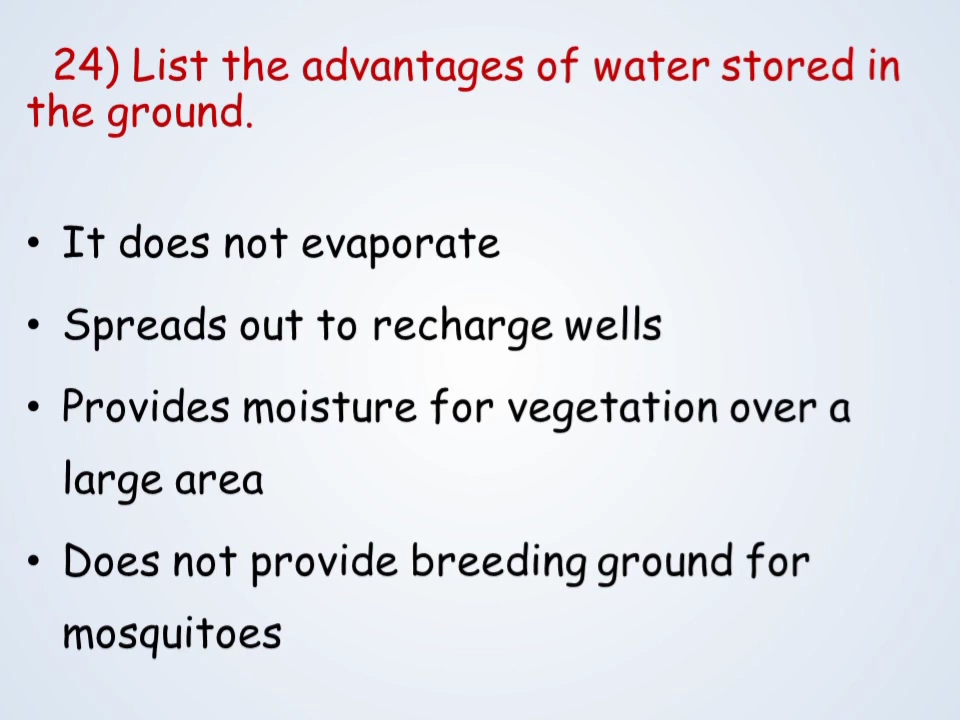 24) List the advantages of water stored in
the ground.
• It does not evaporate
• Spreads out to recharge wells
• Provides moisture for vegetation over a
large area
• Does not provide breeding ground for
mosquitoes